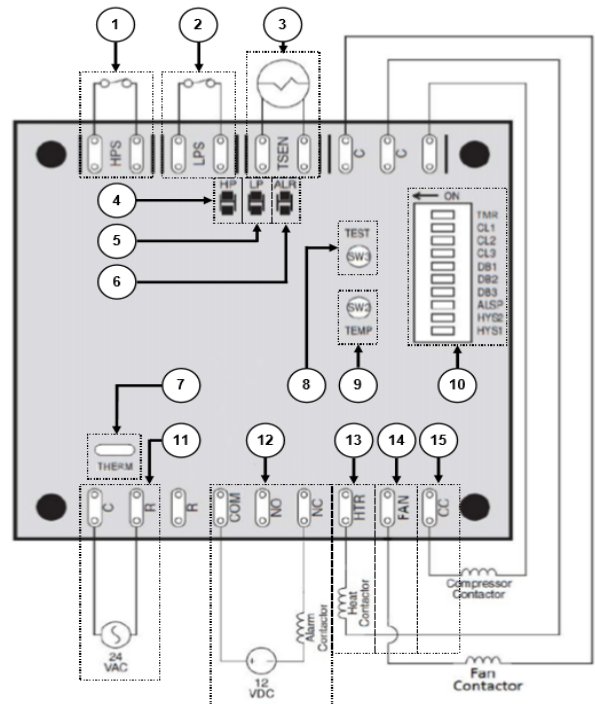 1
2
3
HPS
LPS
TSEN
C
C
HP
LP
ALR
4
5
6
TEST
SW3
SW2
TEMP
ON
TMR
CL1
CL2
CL3
DB1
DB2
DB3
ALSP
HYS2
HYS1
7
8
9
10
11
12
13
14
15
THERM
C
R
R
COM
NO
NC
HTR
FAN
CC
24
VAC
12
VDC
Alarm
Contactor
Heat
Contactor
Compressor
Contactor
Fan
Contactor